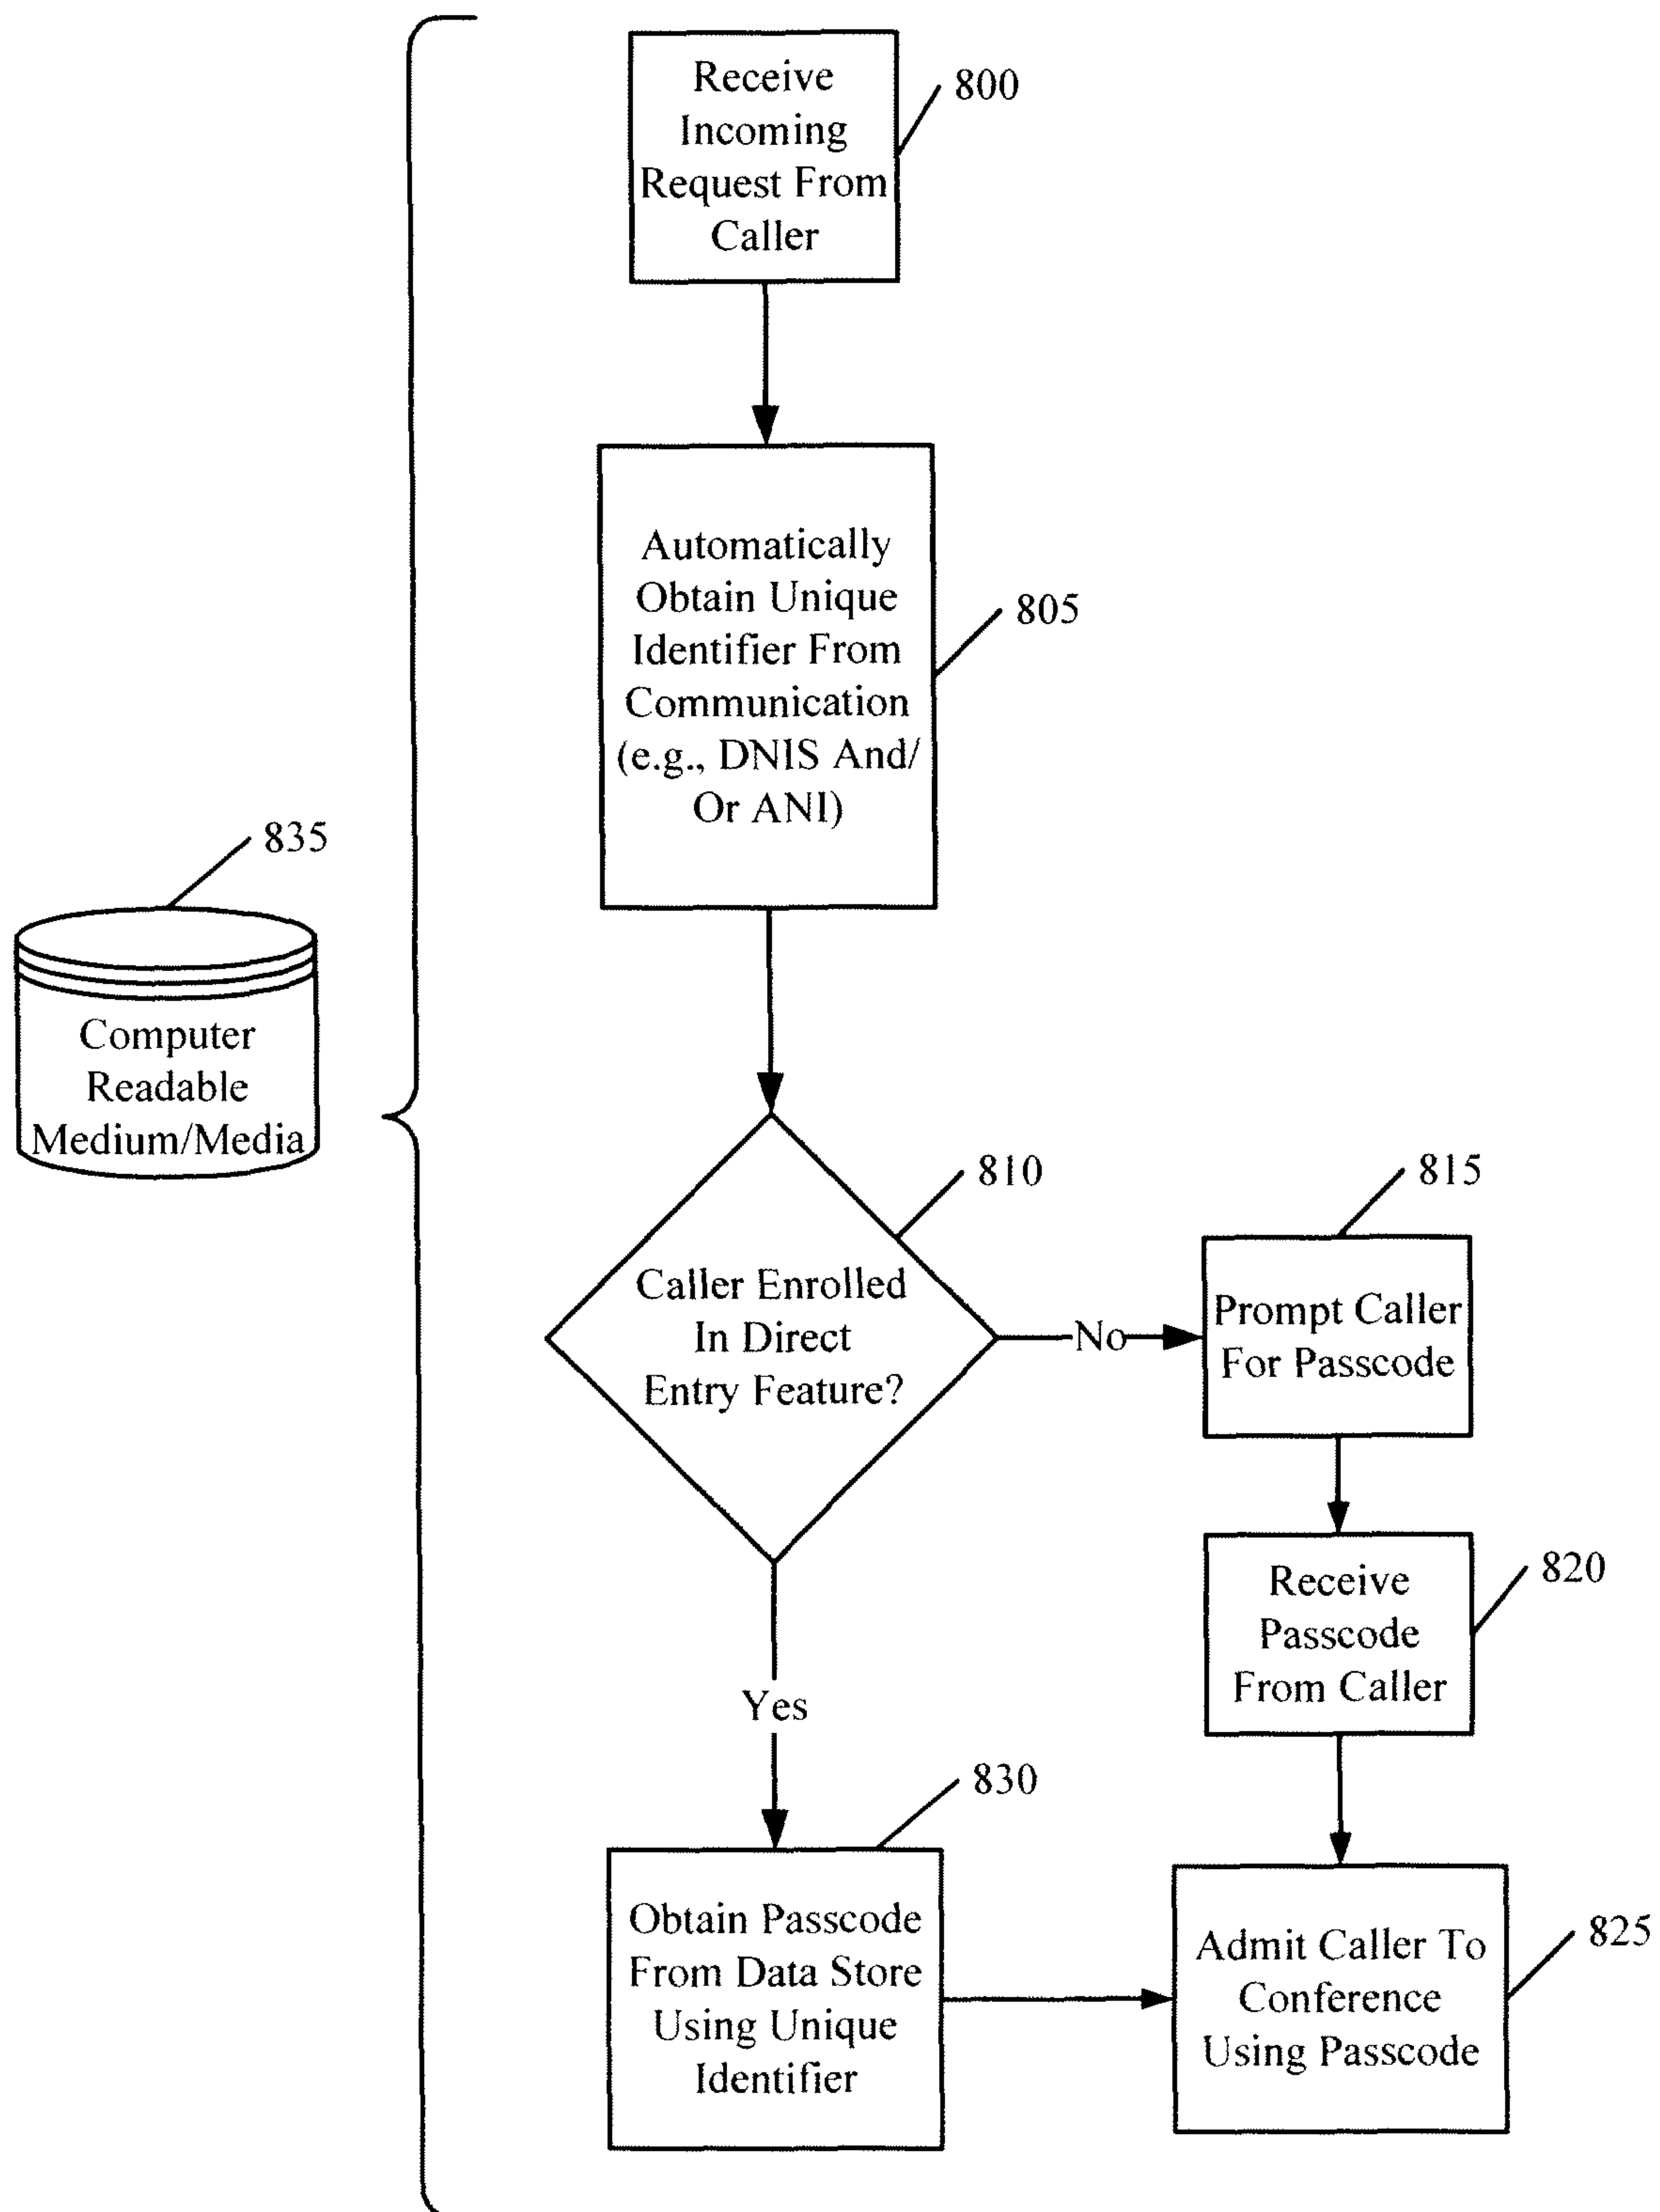 Receive
Incoming
Request From
Caller
800
Automatically
Obtain Unique
Identifier From
Communication
(e.g., DNIS And/
Or ANI)
805
835
Computer
Readable
Medium/Media
810
Caller Enrolled
In Direct
Entry Feature?
No
815
Prompt Caller
For Passcode
820
Receive
Passcode
From Caller
Yes
830
Obtain Passcode
From Data Store
Using Unique
Identifier
825
Admit Caller To
Conference
Using Passcode